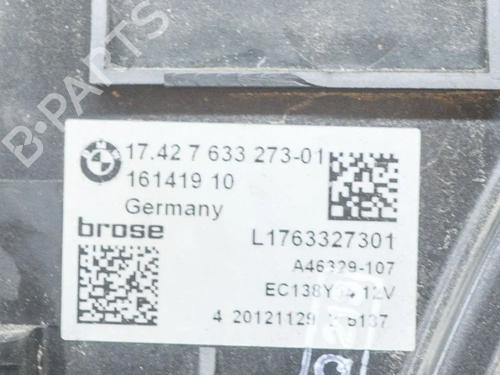 B-PARTS
17.42 7 633 273-01
161419 10
Germany
brose
L1763327301
A46329-107
12V
4 20121129